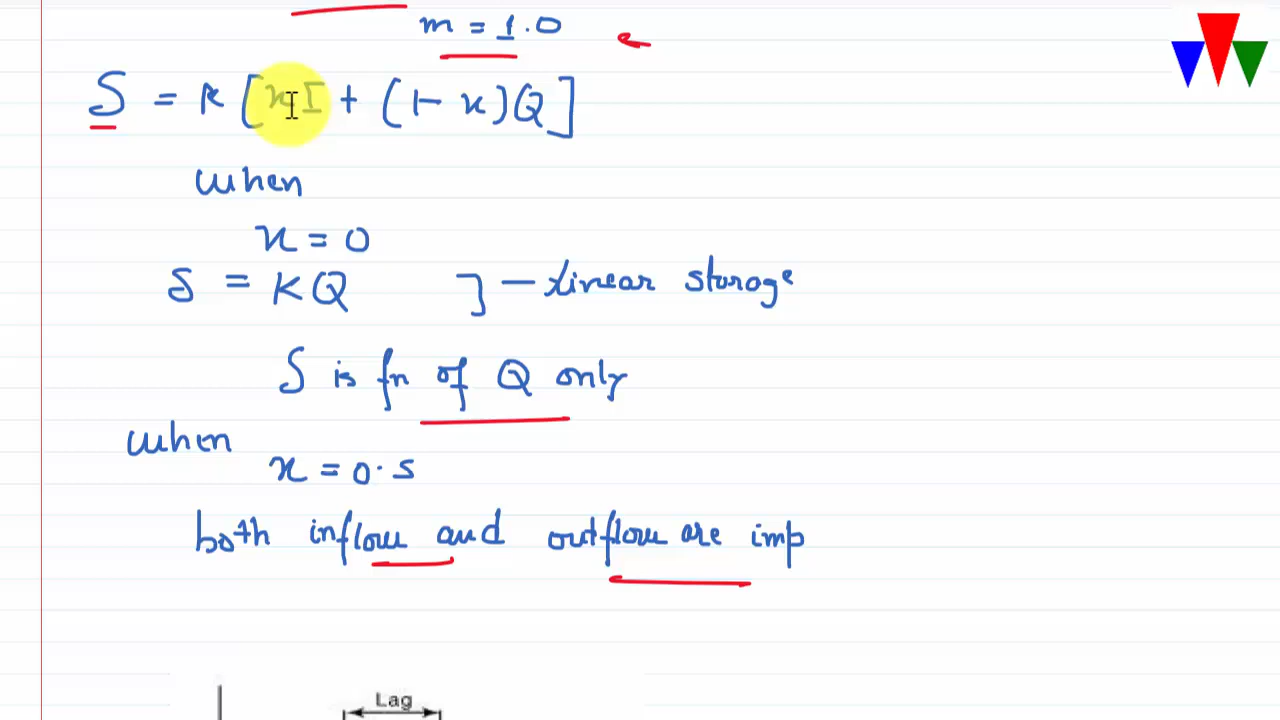 m = 1.0
S = K [xI + (1 - x)Q]
when
x = 0
S = KQ ] - Linear storage
S is fn of Q only
when
x = 0.5
both inflow and outflow are imp
Lag